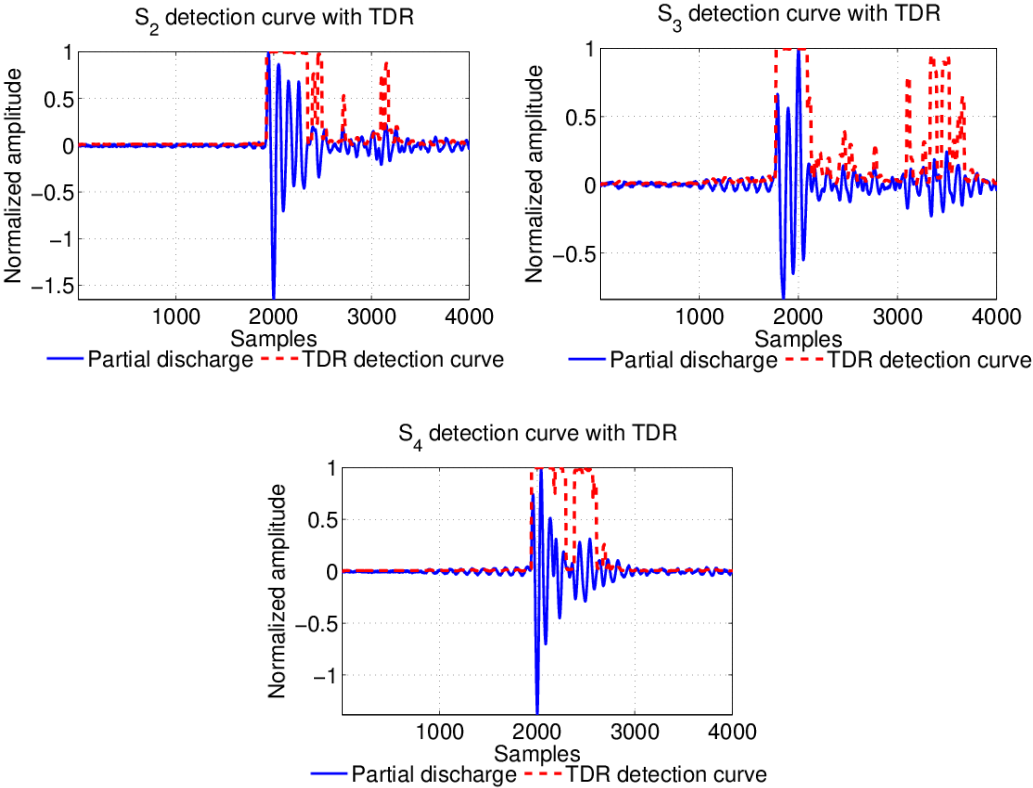 S2 detection curve with TDR
Normalized amplitude
1
0.5
0
−0.5
−1
−1.5
1000 2000 3000 4000
Samples
Partial discharge TDR detection curve
S3 detection curve with TDR
Normalized amplitude
1
0.5
0
−0.5
1000 2000 3000 4000
Samples
Partial discharge TDR detection curve
S4 detection curve with TDR
Normalized amplitude
1
0.5
0
−0.5
−1
1000 2000 3000 4000
Samples
Partial discharge TDR detection curve